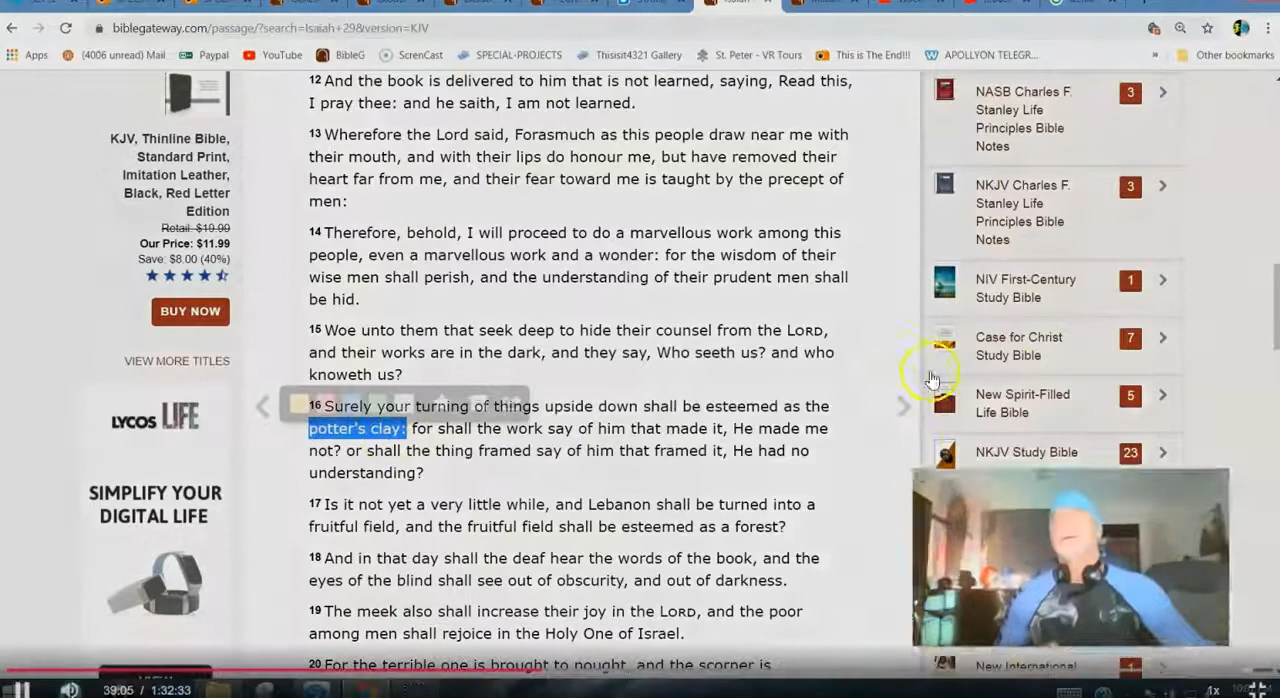 biblegateway.com/passage/?search=Isaiah+29&version=KJV
Apps
(4006 unread) Mail
Paypal
YouTube
BibleG
ScrenCast
SPECIAL-PROJECTS
Thisisit4321 Gallery
St. Peter - VR Tours
This is The End!!!
APOLLYON TELEGR...
»
Other bookmarks
KJV, Thinline Bible,
Standard Print,
Imitation Leather,
Black, Red Letter
Edition
Retail: $19.99
Our Price: $11.99
Save: $8.00 (40%)
BUY NOW
VIEW MORE TITLES
LYCOS LIFE
SIMPLIFY YOUR
DIGITAL LIFE
12 And the book is delivered to him that is not learned, saying, Read this,
I pray thee: and he saith, I am not learned.
13 Wherefore the Lord said, Forasmuch as this people draw near me with
their mouth, and with their lips do honour me, but have removed their
heart far from me, and their fear toward me is taught by the precept of
men:
14 Therefore, behold, I will proceed to do a marvellous work among this
people, even a marvellous work and a wonder: for the wisdom of their
wise men shall perish, and the understanding of their prudent men shall
be hid.
15 Woe unto them that seek deep to hide their counsel from the LORD,
and their works are in the dark, and they say, Who seeth us? and who
knoweth us?
16 Surely your turning of things upside down shall be esteemed as the
potter's clay: for shall the work say of him that made it, He made me
not? or shall the thing framed say of him that framed it, He had no
understanding?
17 Is it not yet a very little while, and Lebanon shall be turned into a
fruitful field, and the fruitful field shall be esteemed as a forest?
18 And in that day shall the deaf hear the words of the book, and the
eyes of the blind shall see out of obscurity, and out of darkness.
19 The meek also shall increase their joy in the LORD, and the poor
among men shall rejoice in the Holy One of Israel.
20 For the terrible one is brought to nought, and the scorner is
NASB Charles F.
Stanley Life
Principles Bible
Notes
3
NKJV Charles F.
Stanley Life
Principles Bible
Notes
3
NIV First-Century
Study Bible
1
Case for Christ
Study Bible
7
New Spirit-Filled
Life Bible
5
NKJV Study Bible
23
New International
1
39:05 / 1:32:33
1x